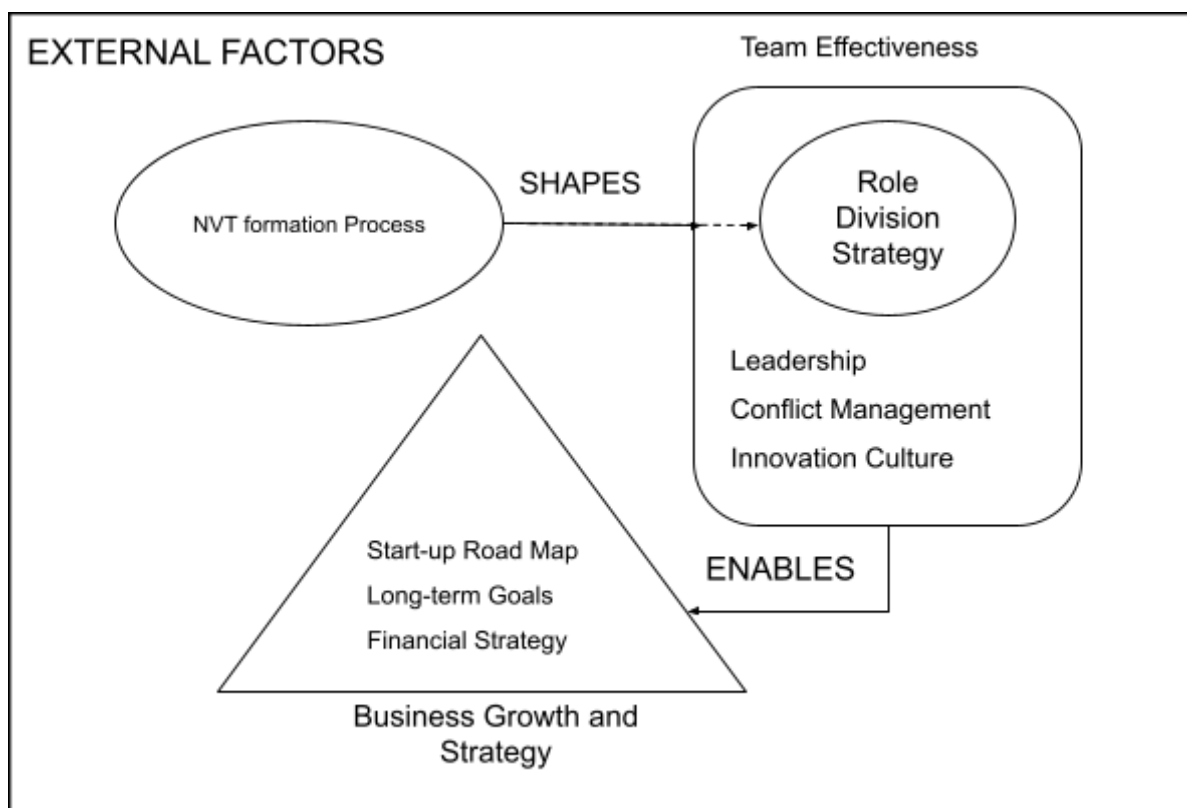 EXTERNAL FACTORS
Team Effectiveness
NVT formation Process
SHAPES
Role
Division
Strategy
Leadership
Conflict Management
Innovation Culture
ENABLES
Start-up Road Map
Long-term Goals
Financial Strategy
Business Growth and
Strategy